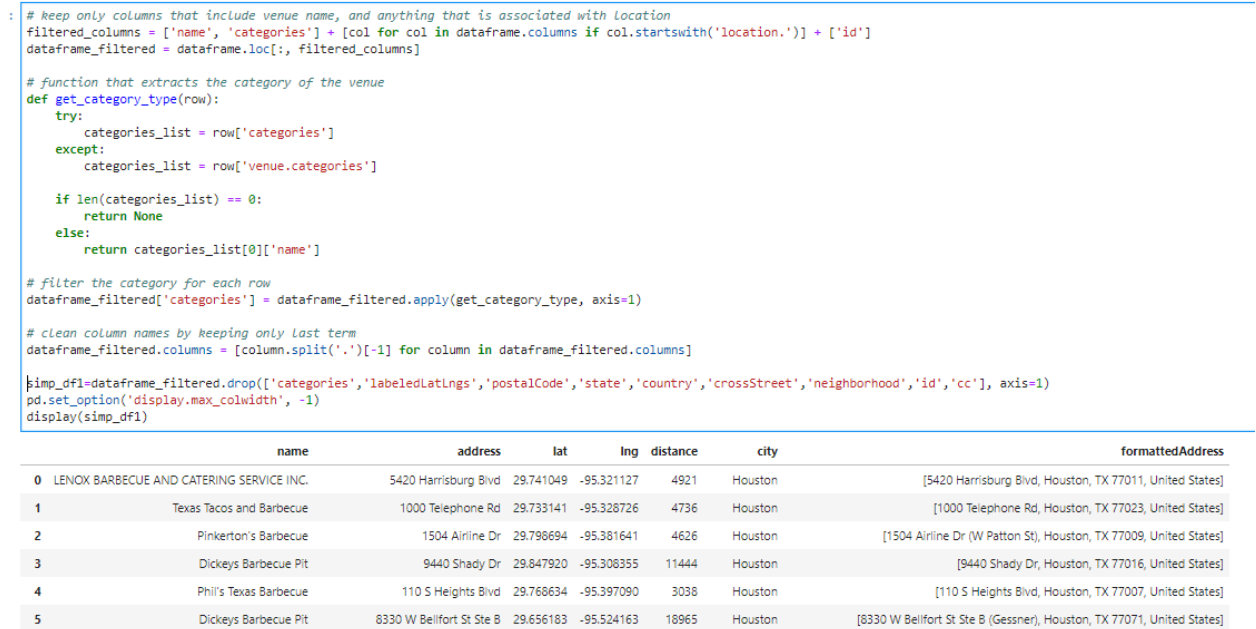 :
# keep only columns that include venue name, and anything that is associated with location
filtered_columns = ['name', 'categories'] + [col for col in dataframe.columns if col.startswith('location.')] + ['id']
dataframe_filtered = dataframe.loc[:, filtered_columns]

# function that extracts the category of the venue
def get_category_type(row):
    try:
        categories_list = row['categories']
    except:
        categories_list = row['venue.categories']

    if len(categories_list) == 0:
        return None
    else:
        return categories_list[0]['name']

# filter the category for each row
dataframe_filtered['categories'] = dataframe_filtered.apply(get_category_type, axis=1)

# clean column names by keeping only last term
dataframe_filtered.columns = [column.split('.')[-1] for column in dataframe_filtered.columns]

simp_df1=dataframe_filtered.drop(['categories','labeledLatLngs','postalCode','state','country','crossStreet','neighborhood','id','cc'], axis=1)
pd.set_option('display.max_colwidth', -1)
display(simp_df1)
name address lat lng distance city formattedAddress
0 LENOX BARBECUE AND CATERING SERVICE INC. 5420 Harrisburg Blvd 29.741049 -95.321127 4921 Houston [5420 Harrisburg Blvd, Houston, TX 77011, United States]
1 Texas Tacos and Barbecue 1000 Telephone Rd 29.733141 -95.328726 4736 Houston [1000 Telephone Rd, Houston, TX 77023, United States]
2 Pinkerton's Barbecue 1504 Airline Dr 29.798694 -95.381641 4626 Houston [1504 Airline Dr (W Patton St), Houston, TX 77009, United States]
3 Dickeys Barbecue Pit 9440 Shady Dr 29.847920 -95.308355 11444 Houston [9440 Shady Dr, Houston, TX 77016, United States]
4 Phil's Texas Barbecue 110 S Heights Blvd 29.768634 -95.397090 3038 Houston [110 S Heights Blvd, Houston, TX 77007, United States]
5 Dickeys Barbecue Pit 8330 W Bellfort St Ste B 29.656183 -95.524163 18965 Houston [8330 W Bellfort St Ste B (Gessner), Houston, TX 77071, United States]